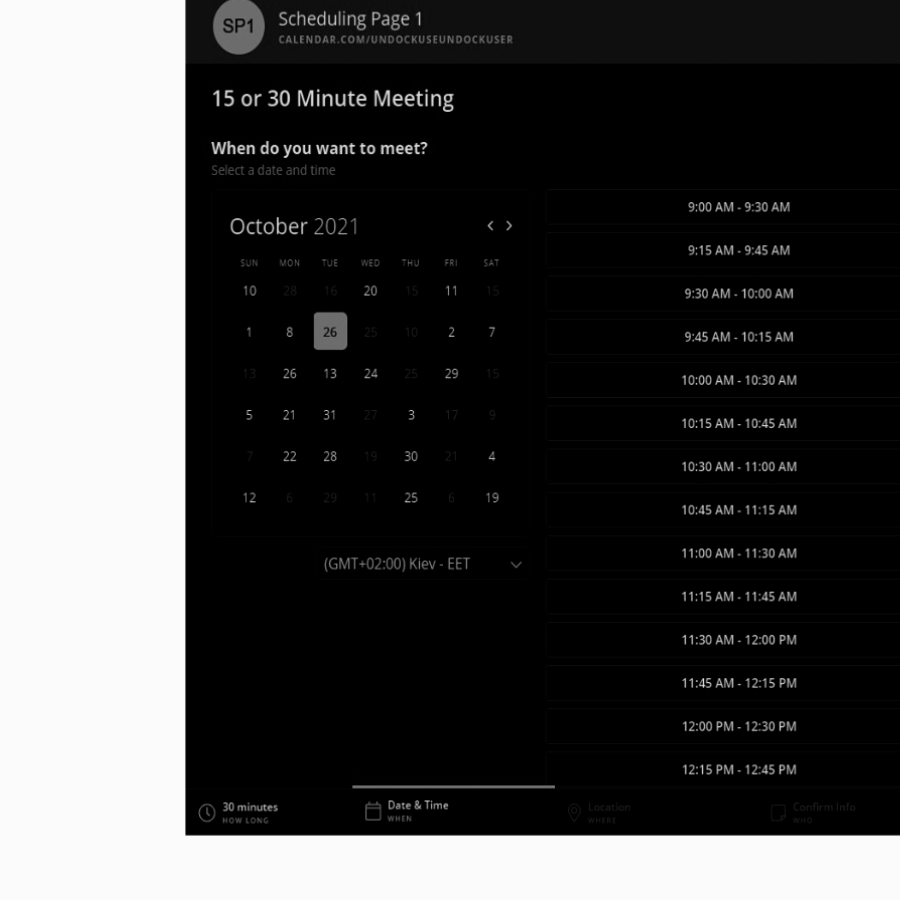 SP1
Scheduling Page 1
CALENDAR.COM/UNDOCKUSEUNDOCKUSER
15 or 30 Minute Meeting
When do you want to meet?
Select a date and time
October 2021
SUN MON TUE WED THU FRI SAT
10 28 16 20 15 11 15
1 8 26 25 10 2 7
13 26 13 24 25 29 15
5 21 31 27 3 17 9
7 22 28 19 30 21 4
12 6 29 11 25 6 19
(GMT+02:00) Kiev - EET
9:00 AM - 9:30 AM
9:15 AM - 9:45 AM
9:30 AM - 10:00 AM
9:45 AM - 10:15 AM
10:00 AM - 10:30 AM
10:15 AM - 10:45 AM
10:30 AM - 11:00 AM
10:45 AM - 11:15 AM
11:00 AM - 11:30 AM
11:15 AM - 11:45 AM
11:30 AM - 12:00 PM
11:45 AM - 12:15 PM
12:00 PM - 12:30 PM
12:15 PM - 12:45 PM
30 minutes
HOW LONG
Date & Time
WHEN
Location
WHERE
Confirm Info
WHO